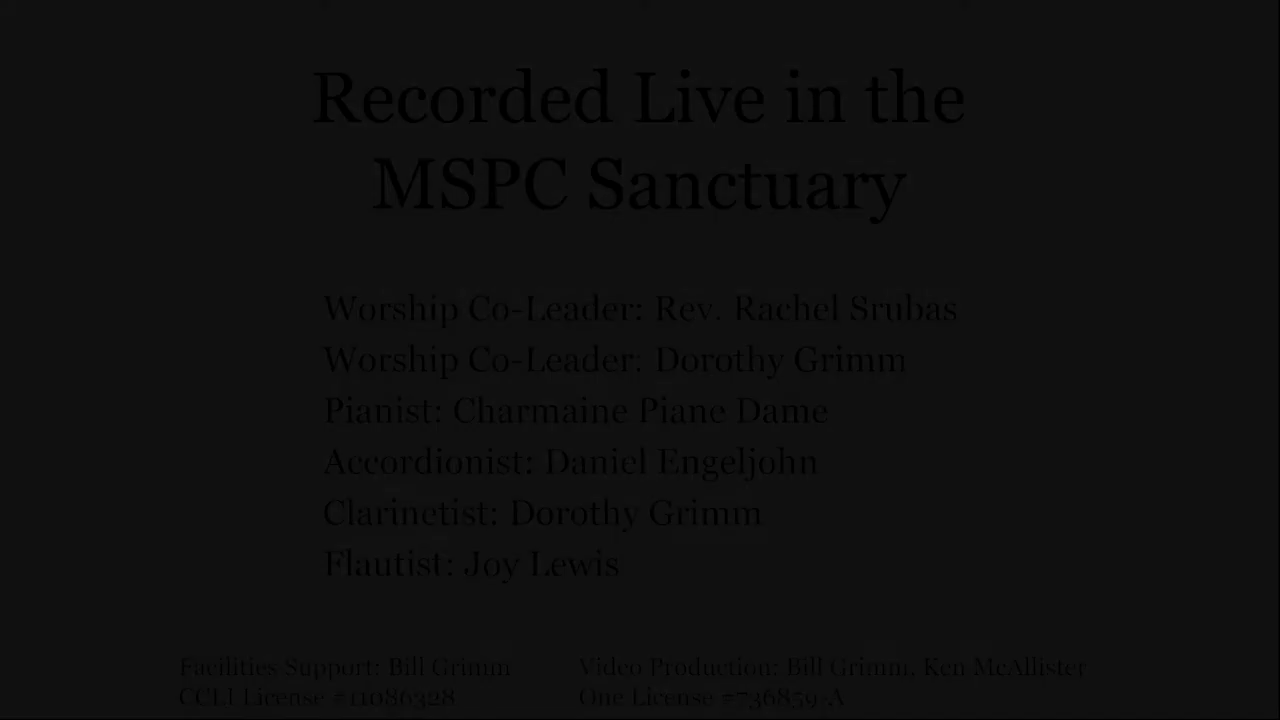 Recorded Live in the
MSPC Sanctuary
Worship Co-Leader: Rev. Rachel Srubas
Worship Co-Leader: Dorothy Grimm
Pianist: Charmaine Piane Dame
Accordionist: Daniel Engeljohn
Clarinetist: Dorothy Grimm
Flautist: Joy Lewis
Facilities Support: Bill Grimm
CCLI License #11086328
Video Production: Bill Grimm, Ken McAllister
One License #736859-A